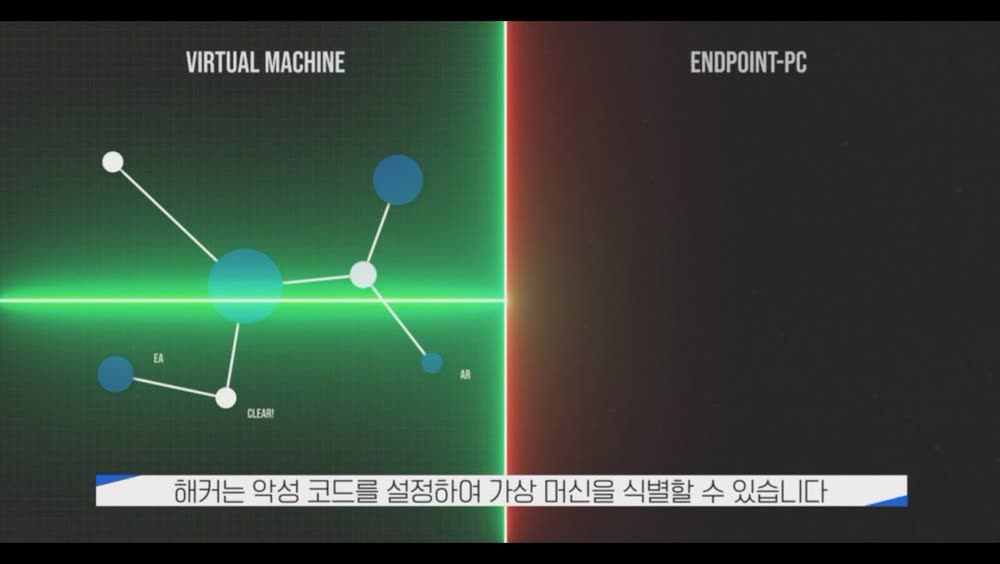 VIRTUAL MACHINE
ENDPOINT-PC
EA
AR
CLEAR!
해커는 악성 코드를 설정하여 가상 머신을 식별할 수 있습니다